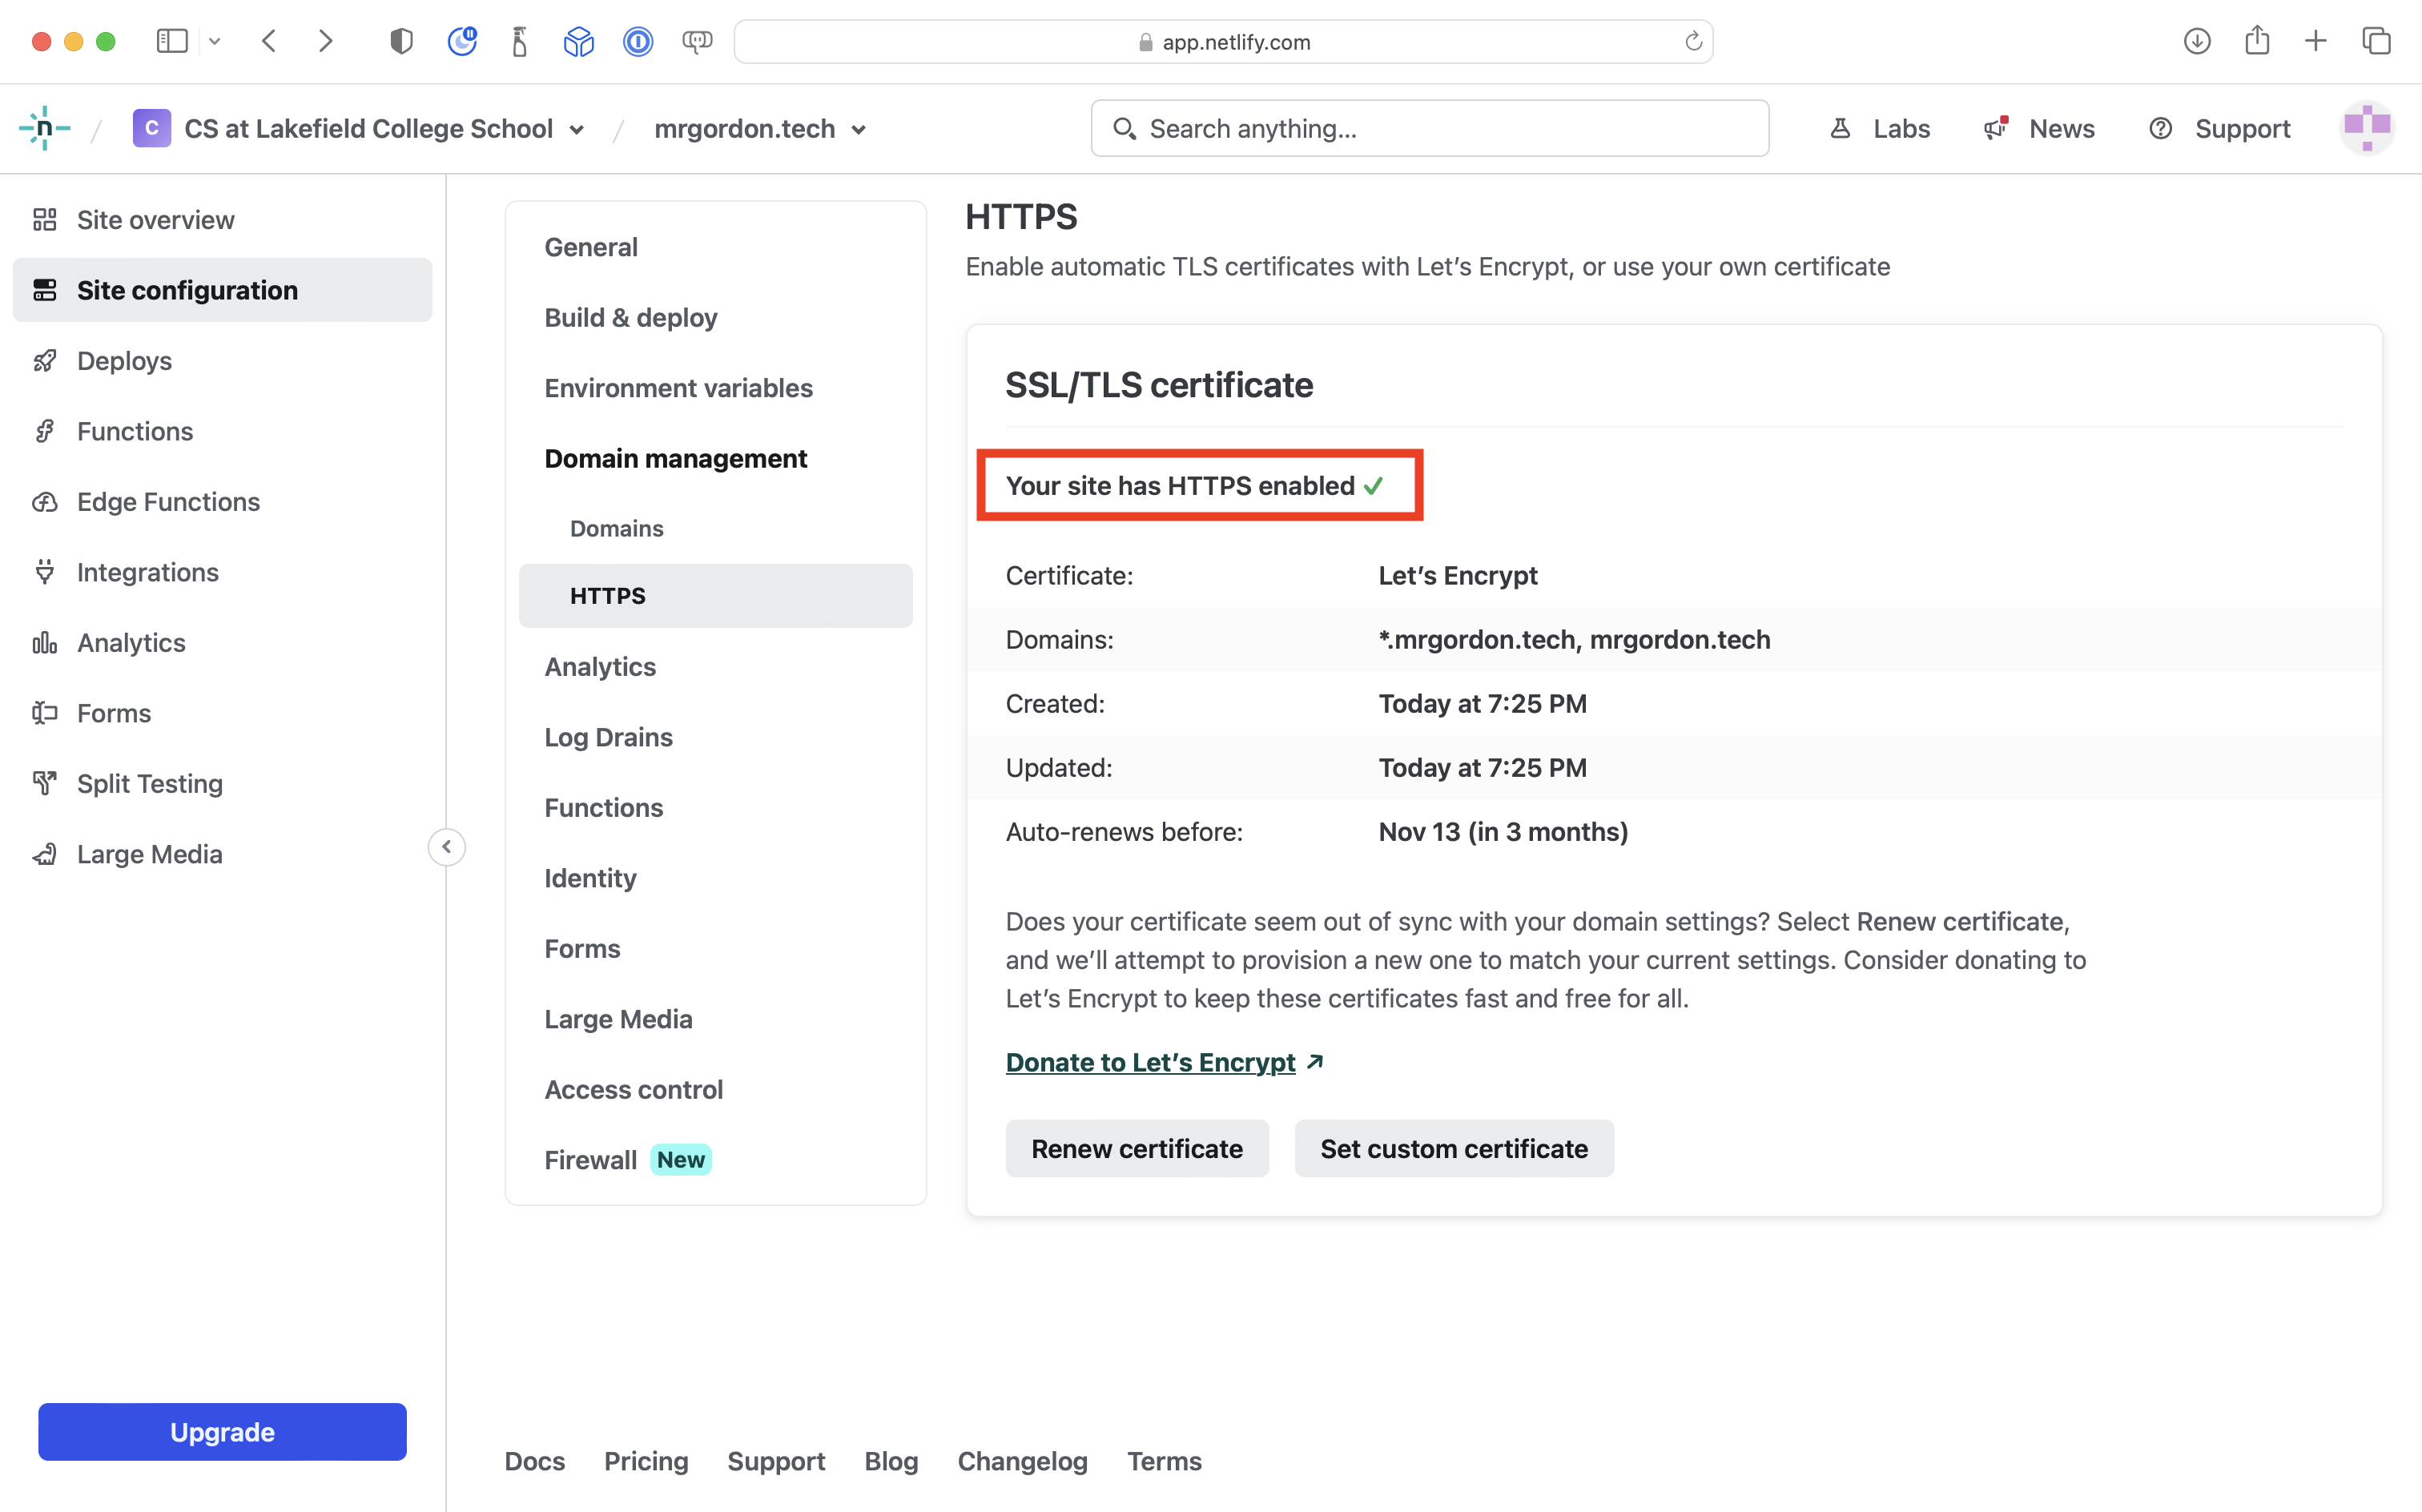 app.netlify.com
n / C CS at Lakefield College School / mrgordon.tech
Search anything...
Labs
News
Support
Site overview
Site configuration
Deploys
Functions
Edge Functions
Integrations
Analytics
Forms
Split Testing
Large Media
Upgrade
General
Build & deploy
Environment variables
Domain management
Domains
HTTPS
Analytics
Log Drains
Functions
Identity
Forms
Large Media
Access control
Firewall New
HTTPS
Enable automatic TLS certificates with Let’s Encrypt, or use your own certificate
SSL/TLS certificate
Your site has HTTPS enabled ✓
Certificate: Let’s Encrypt
Domains: *.mrgordon.tech, mrgordon.tech
Created: Today at 7:25 PM
Updated: Today at 7:25 PM
Auto-renews before: Nov 13 (in 3 months)
Does your certificate seem out of sync with your domain settings? Select Renew certificate,
and we’ll attempt to provision a new one to match your current settings. Consider donating to
Let’s Encrypt to keep these certificates fast and free for all.
Donate to Let’s Encrypt ↗
Renew certificate
Set custom certificate
Docs Pricing Support Blog Changelog Terms